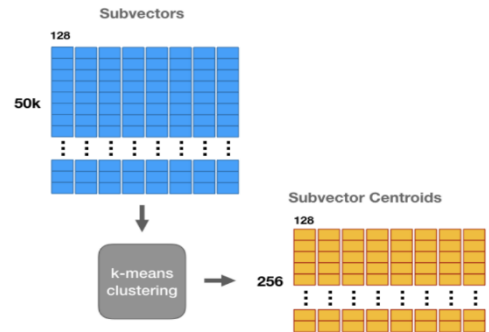 Subvectors
128
50k
Subvector Centroids
128
k-means
clustering
256